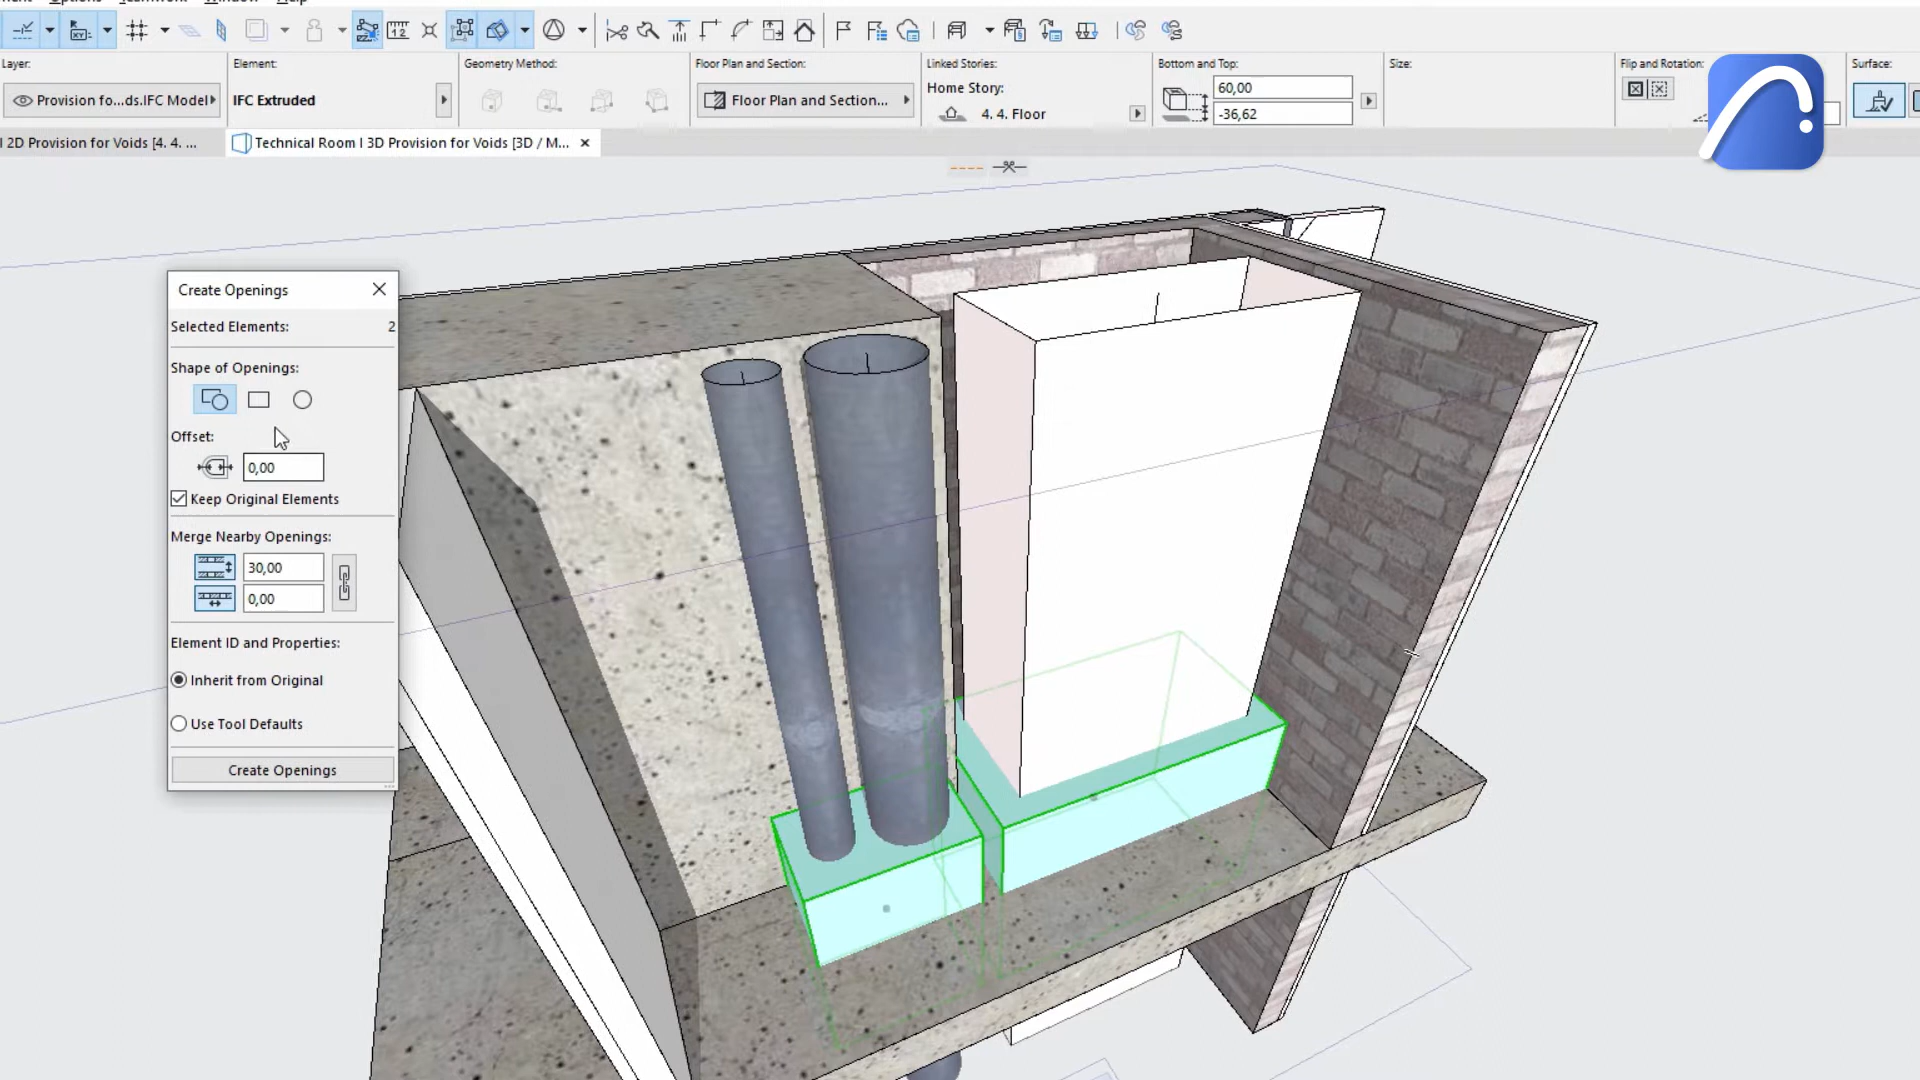 Options
Window
Help
Layer:
Element:
Geometry Method:
Floor Plan and Section:
Linked Stories:
Bottom and Top:
Size:
Flip and Rotation:
Surface:
Provision fo...ds.IFC Model
IFC Extruded
Floor Plan and Section...
Home Story:
4. 4. Floor
60,00
-36,62
2D Provision for Voids [4. 4. ...
Technical Room I 3D Provision for Voids [3D / M...
Create Openings
Selected Elements: 2
Shape of Openings:
Offset:
0,00
Keep Original Elements
Merge Nearby Openings:
30,00
0,00
Element ID and Properties:
Inherit from Original
Use Tool Defaults
Create Openings